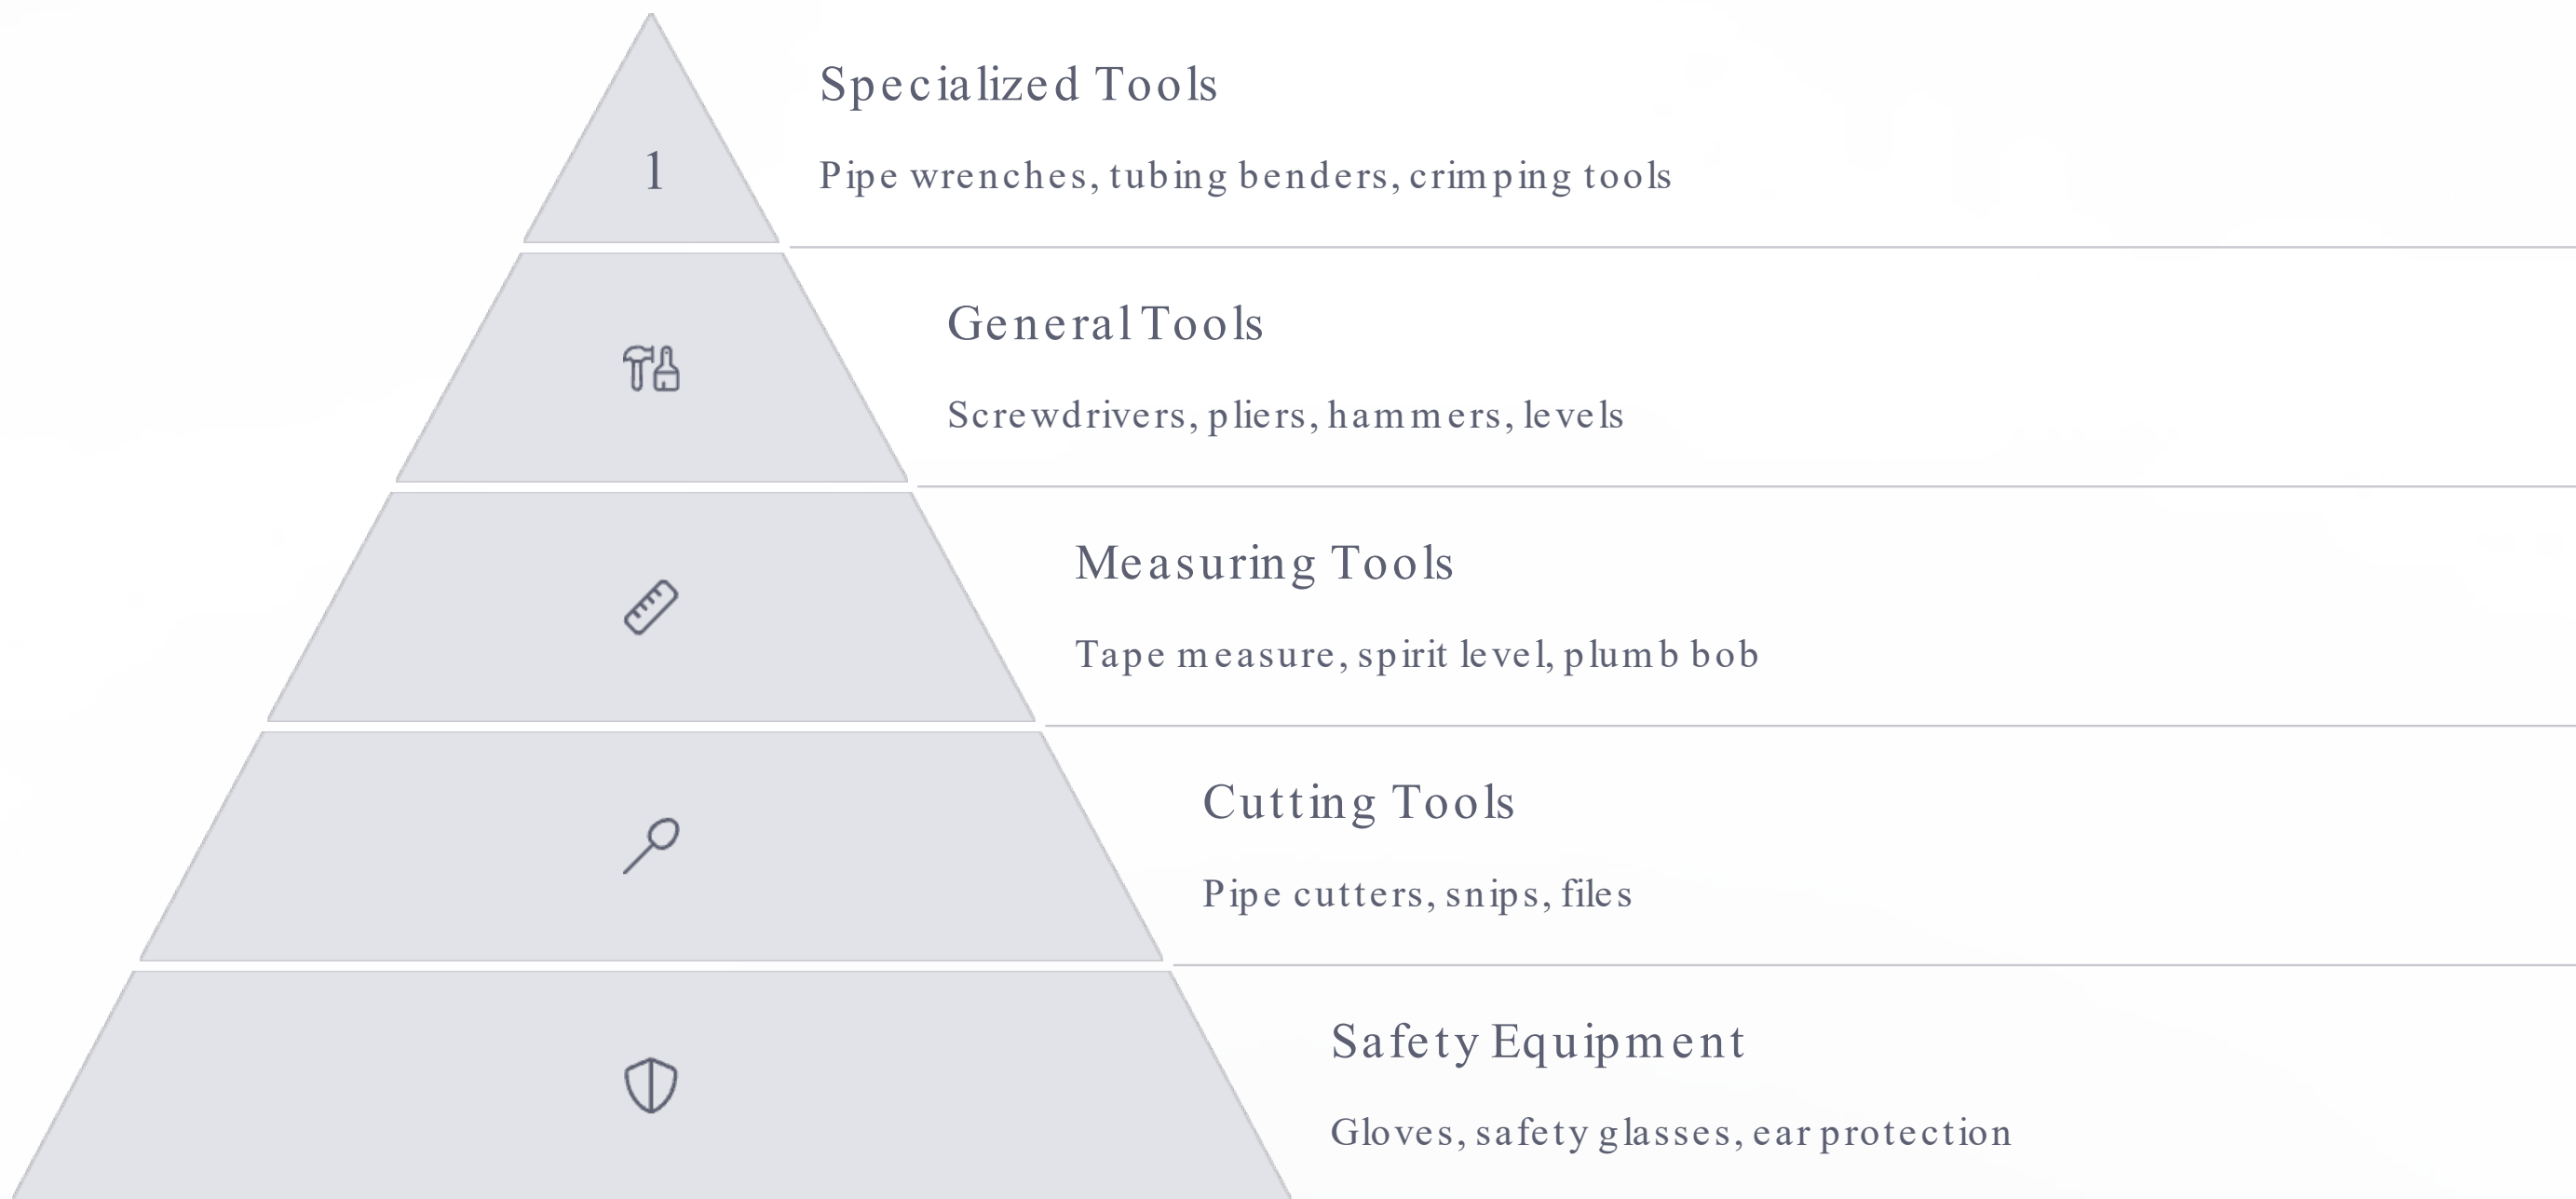 Specialized Tools
1
Pipe wrenches, tubing benders, crimping tools
General Tools
Screwdrivers, pliers, hammers, levels
Measuring Tools
Tape measure, spirit level, plumb bob
Cutting Tools
Pipe cutters, snips, files
Safety Equipment
Gloves, safety glasses, ear protection